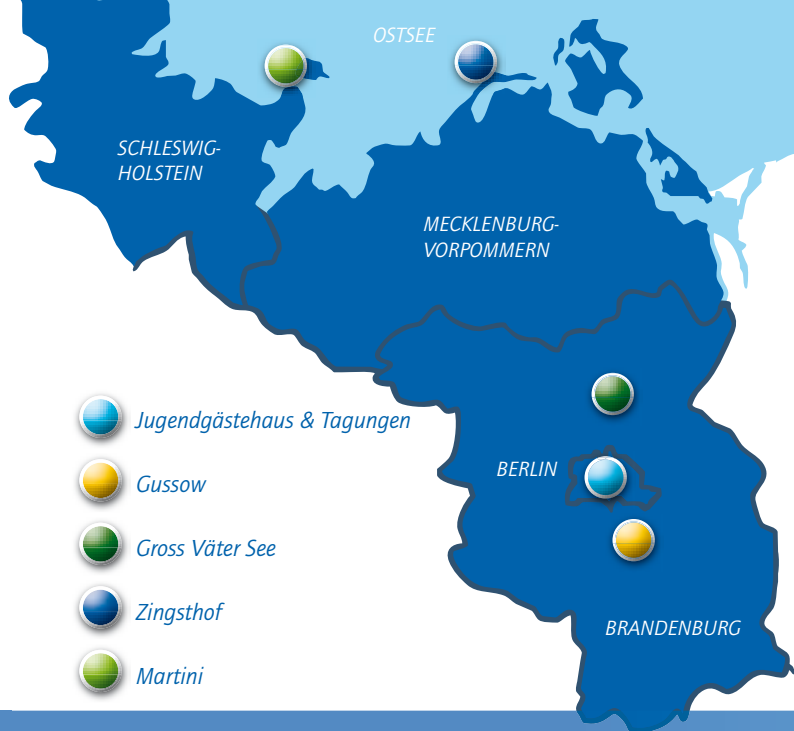 OSTSEE
SCHLESWIG-
HOLSTEIN
MECKLENBURG-
VORPOMMERN
Jugendgästehaus & Tagungen
BERLIN
Gussow
Gross Väter See
Zingsthof
BRANDENBURG
Martini